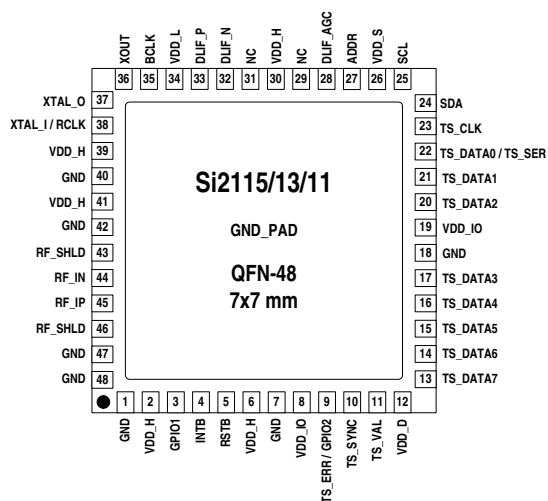 XOUT
BCLK
VDD_L
DLIF_P
DLIF_N
NC
VDD_H
NC
DLIF_AGC
ADDR
VDD_S
SCL
36 35 34 33 32 31 30 29 28 27 26 25
XTAL_O 37
XTAL_I / RCLK 38
VDD_H 39
GND 40
VDD_H 41
GND 42
RF_SHLD 43
RF_IN 44
RF_IP 45
RF_SHLD 46
GND 47
GND 48
Si2115/13/11
GND_PAD
QFN-48
7x7 mm
24 SDA
23 TS_CLK
22 TS_DATA0 / TS_SER
21 TS_DATA1
20 TS_DATA2
19 VDD_IO
18 GND
17 TS_DATA3
16 TS_DATA4
15 TS_DATA5
14 TS_DATA6
13 TS_DATA7
1 2 3 4 5 6 7 8 9 10 11 12
GND
VDD_H
GPIO1
INTB
RSTB
VDD_H
GND
VDD_IO
TS_ERR / GPIO2
TS_SYNC
TS_VAL
VDD_D